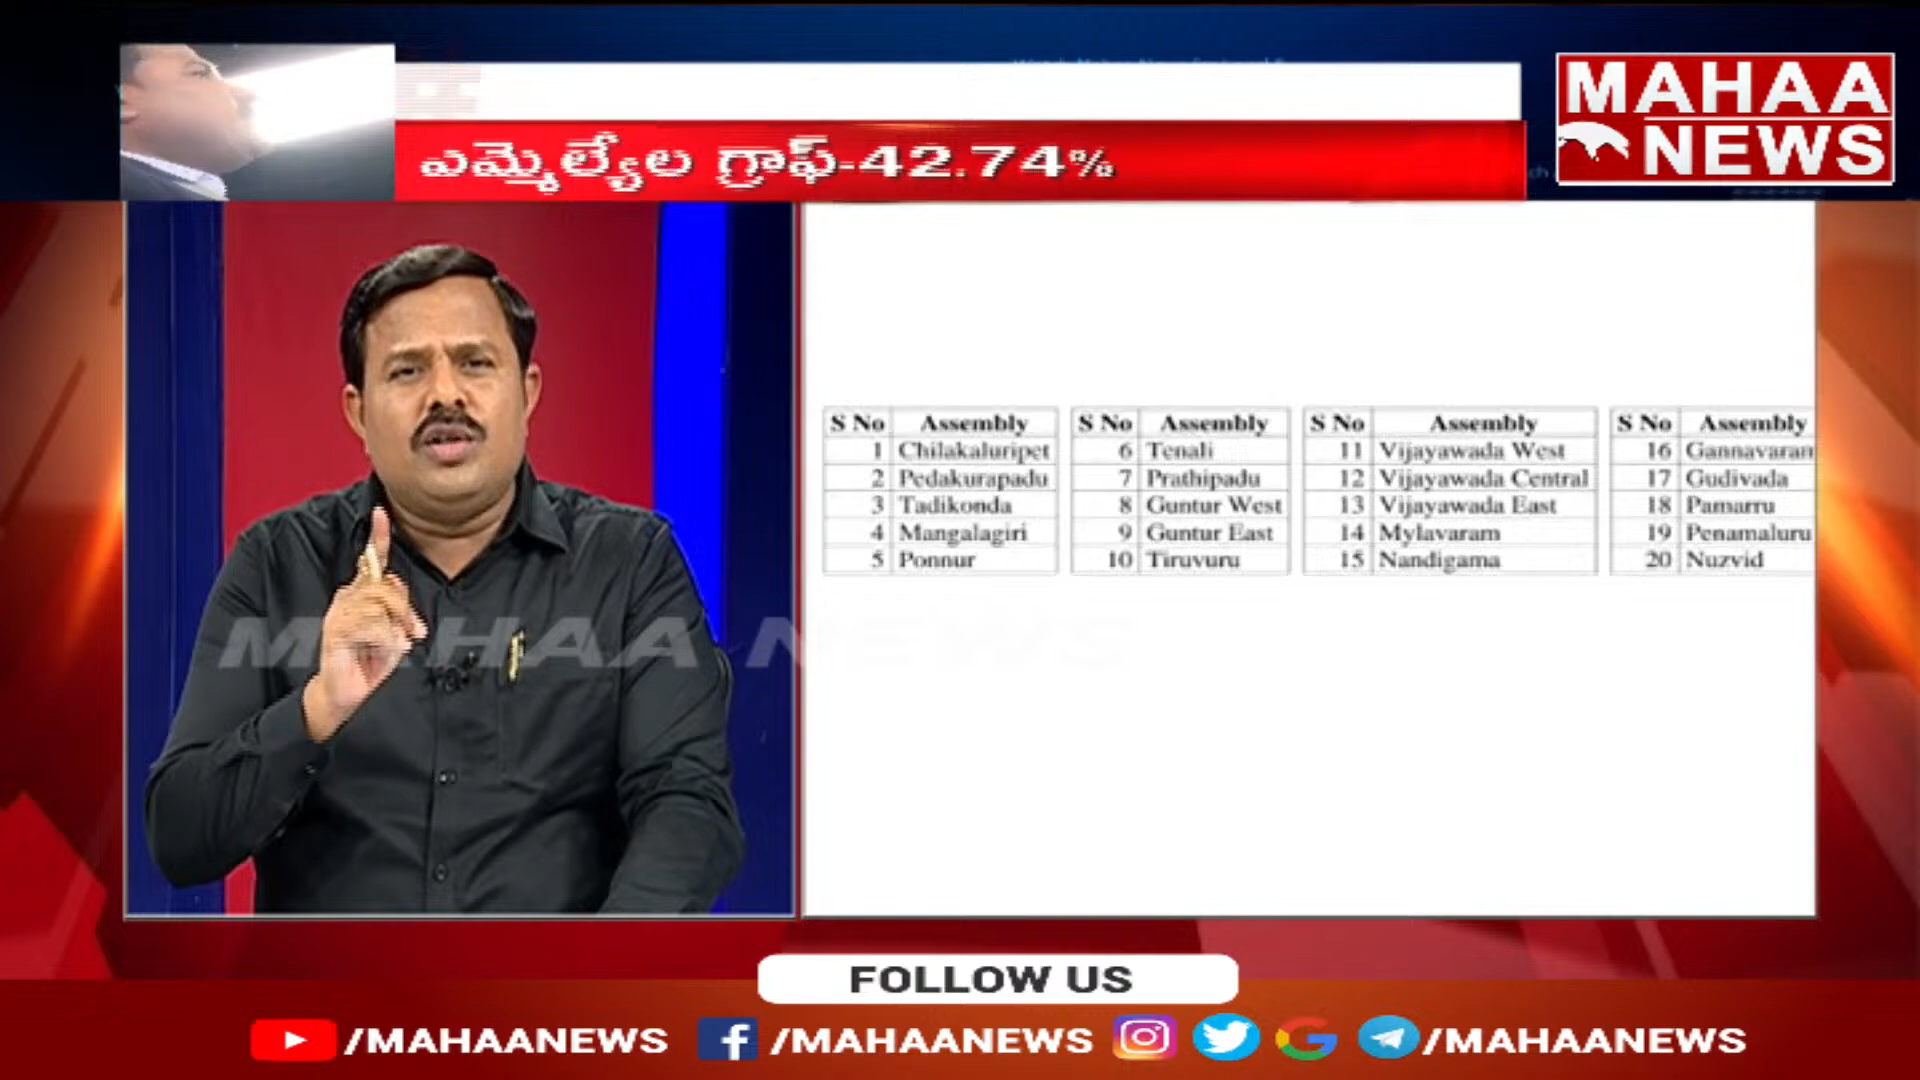 MAHAA
NEWS
ఎమ్మెల్యేల గ్రాఫ్-42.74%
S No Assembly
1 Chilakaluripet
2 Pedakurapadu
3 Tadikonda
4 Mangalagiri
5 Ponnur
S No Assembly
6 Tenali
7 Prathipadu
8 Guntur West
9 Guntur East
10 Tiruvuru
S No Assembly
11 Vijayawada West
12 Vijayawada Central
13 Vijayawada East
14 Mylavaram
15 Nandigama
S No Assembly
16 Gannavaran
17 Gudivada
18 Pamarru
19 Penamaluru
20 Nuzvid
MAHAA NEWS
FOLLOW US
/MAHAANEWS /MAHAANEWS /MAHAANEWS